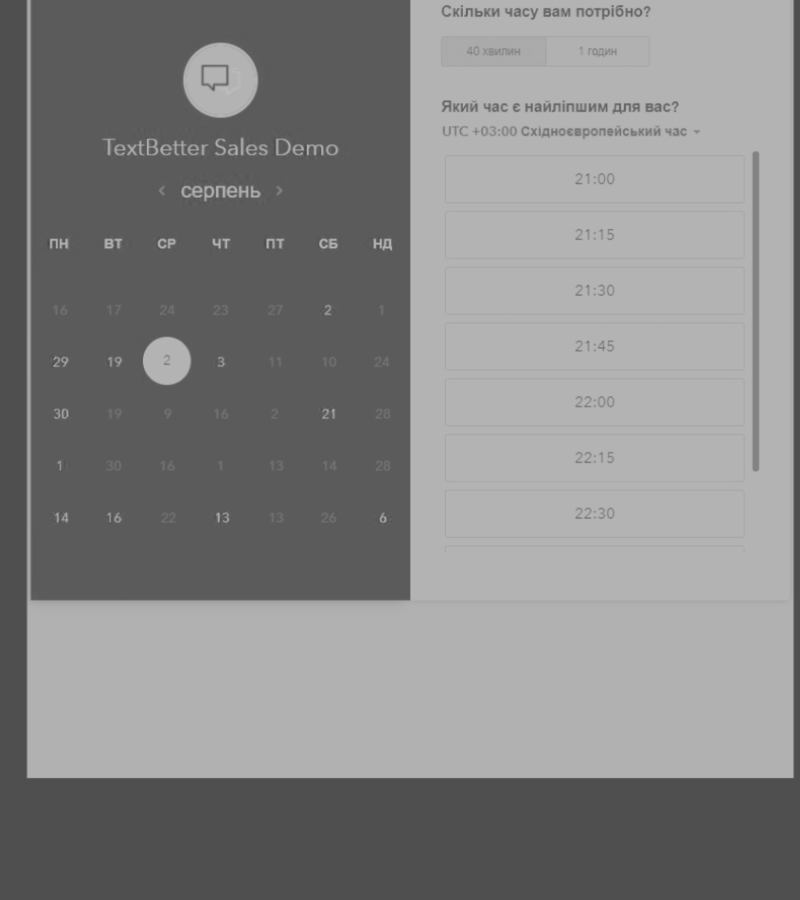 TextBetter Sales Demo
серпень
ПН ВТ СР ЧТ ПТ СБ НД
16 17 24 23 27 2 1
29 19 2 3 11 10 24
30 19 9 16 2 21 28
1 30 16 1 13 14 28
14 16 22 13 13 26 6
Скільки часу вам потрібно?
40 хвилин 1 годин
Який час є найліпшим для вас?
UTC +03:00 Східноєвропейський час
21:00
21:15
21:30
21:45
22:00
22:15
22:30